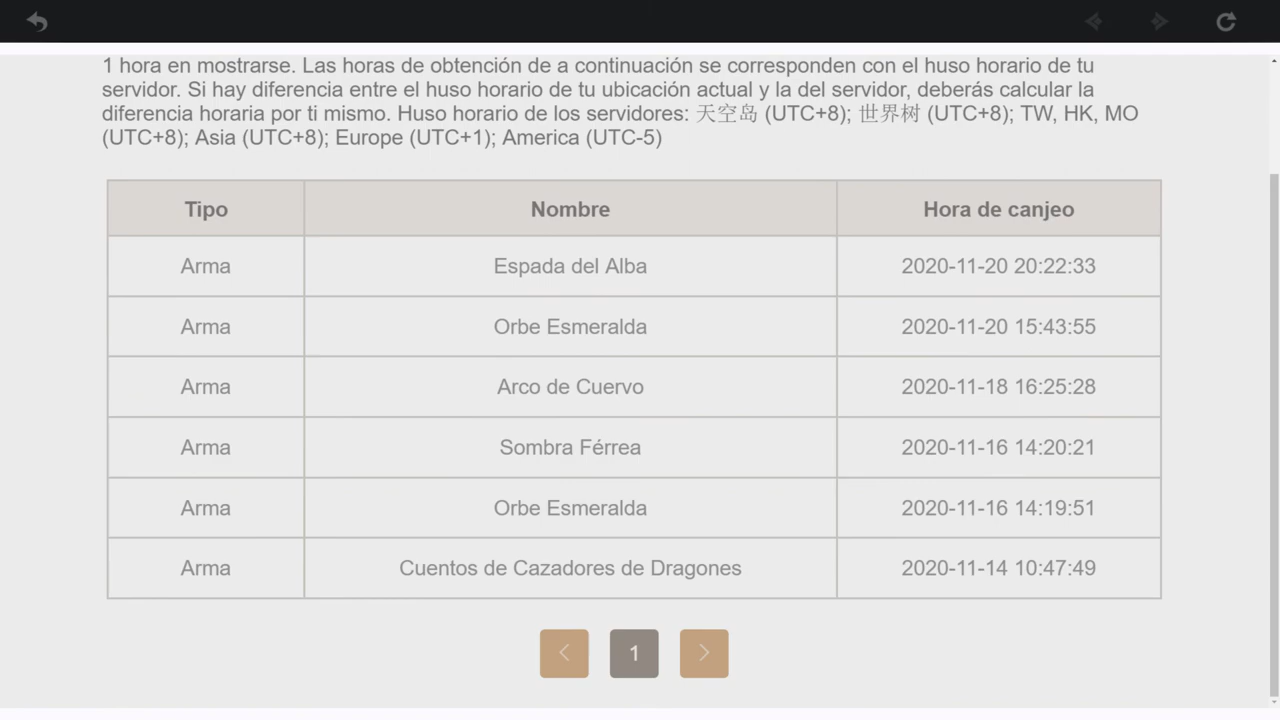 1 hora en mostrarse. Las horas de obtención de a continuación se corresponden con el huso horario de tu
servidor. Si hay diferencia entre el huso horario de tu ubicación actual y la del servidor, deberás calcular la
diferencia horaria por ti mismo. Huso horario de los servidores: 天空岛 (UTC+8); 世界树 (UTC+8); TW, HK, MO
(UTC+8); Asia (UTC+8); Europe (UTC+1); America (UTC-5)
Tipo Nombre Hora de canjeo
Arma Espada del Alba 2020-11-20 20:22:33
Arma Orbe Esmeralda 2020-11-20 15:43:55
Arma Arco de Cuervo 2020-11-18 16:25:28
Arma Sombra Férrea 2020-11-16 14:20:21
Arma Orbe Esmeralda 2020-11-16 14:19:51
Arma Cuentos de Cazadores de Dragones 2020-11-14 10:47:49
1